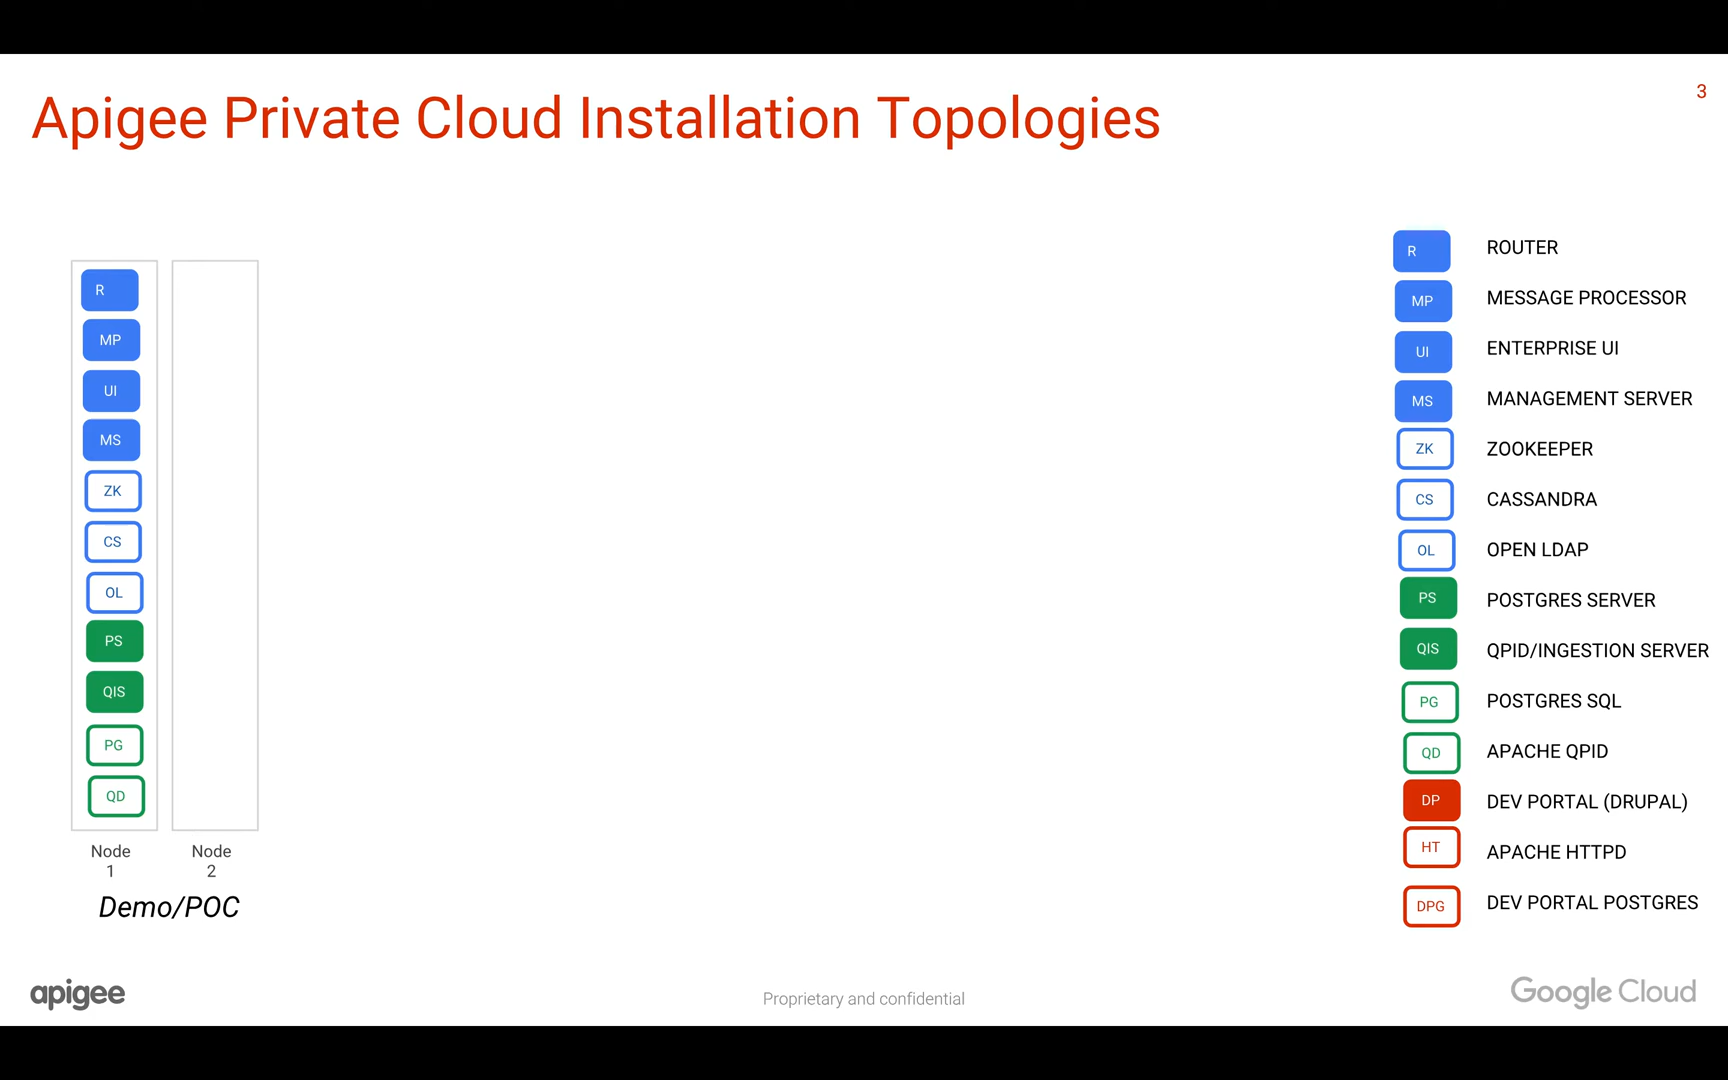 3
Apigee Private Cloud Installation Topologies
R
MP
UI
MS
ZK
CS
OL
PS
QIS
PG
QD
Node
1
Node
2
Demo/POC
R ROUTER
MP MESSAGE PROCESSOR
UI ENTERPRISE UI
MS MANAGEMENT SERVER
ZK ZOOKEEPER
CS CASSANDRA
OL OPEN LDAP
PS POSTGRES SERVER
QIS QPID/INGESTION SERVER
PG POSTGRES SQL
QD APACHE QPID
DP DEV PORTAL (DRUPAL)
HT APACHE HTTPD
DPG DEV PORTAL POSTGRES
apigee
Proprietary and confidential
Google Cloud